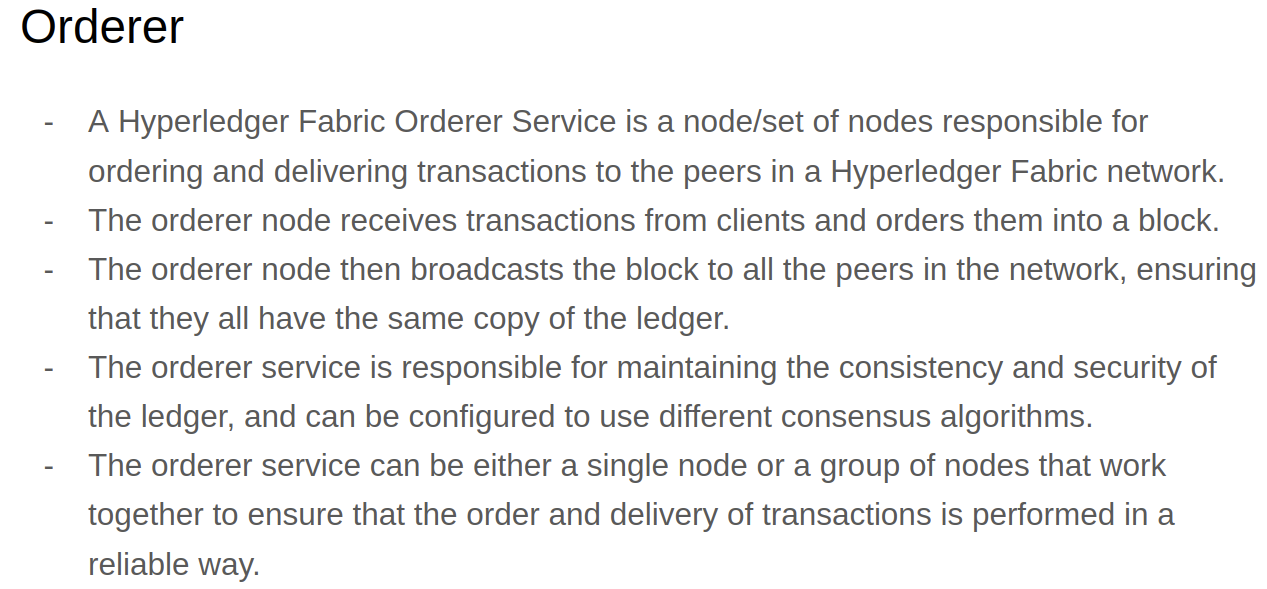 Orderer
- A Hyperledger Fabric Orderer Service is a node/set of nodes responsible for
ordering and delivering transactions to the peers in a Hyperledger Fabric network.
- The orderer node receives transactions from clients and orders them into a block.
- The orderer node then broadcasts the block to all the peers in the network, ensuring
that they all have the same copy of the ledger.
- The orderer service is responsible for maintaining the consistency and security of
the ledger, and can be configured to use different consensus algorithms.
- The orderer service can be either a single node or a group of nodes that work
together to ensure that the order and delivery of transactions is performed in a
reliable way.